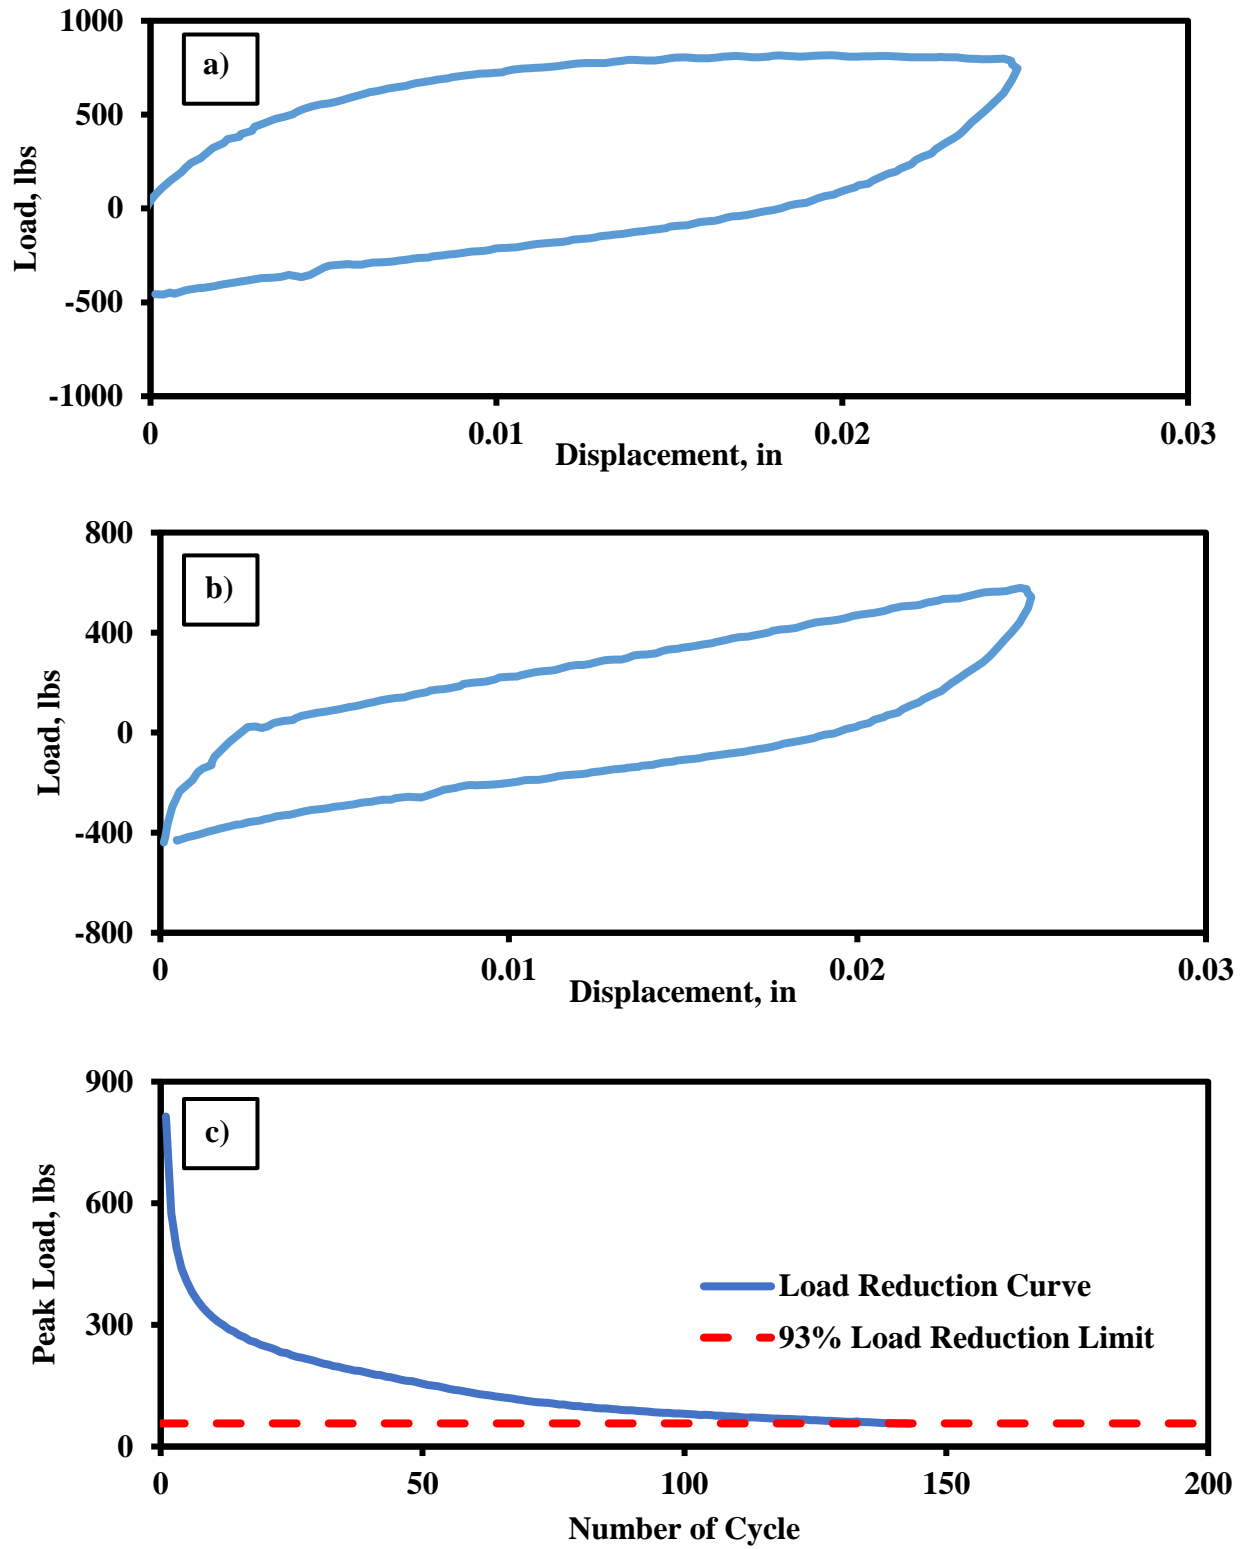 1000
a)
500
0
-500
-1000
Load, lbs
0 0.01 0.02 0.03
Displacement, in
800
b)
400
0
-400
-800
Load, lbs
0 0.01 0.02 0.03
Displacement, in
900
c)
600
300
0
Peak Load, lbs
Load Reduction Curve
93% Load Reduction Limit
0 50 100 150 200
Number of Cycle